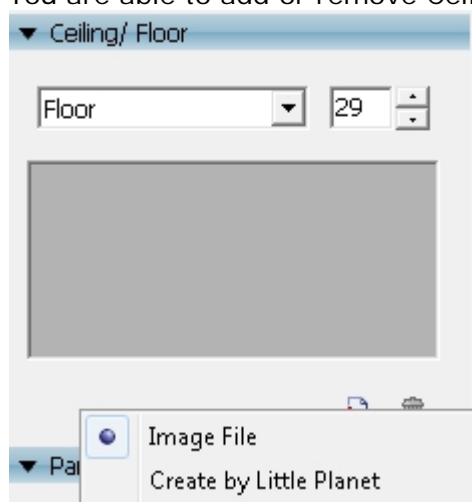 You are able to add or remove Ceil
Ceiling/ Floor
Floor 29
Image File
Pa
Create by Little Planet